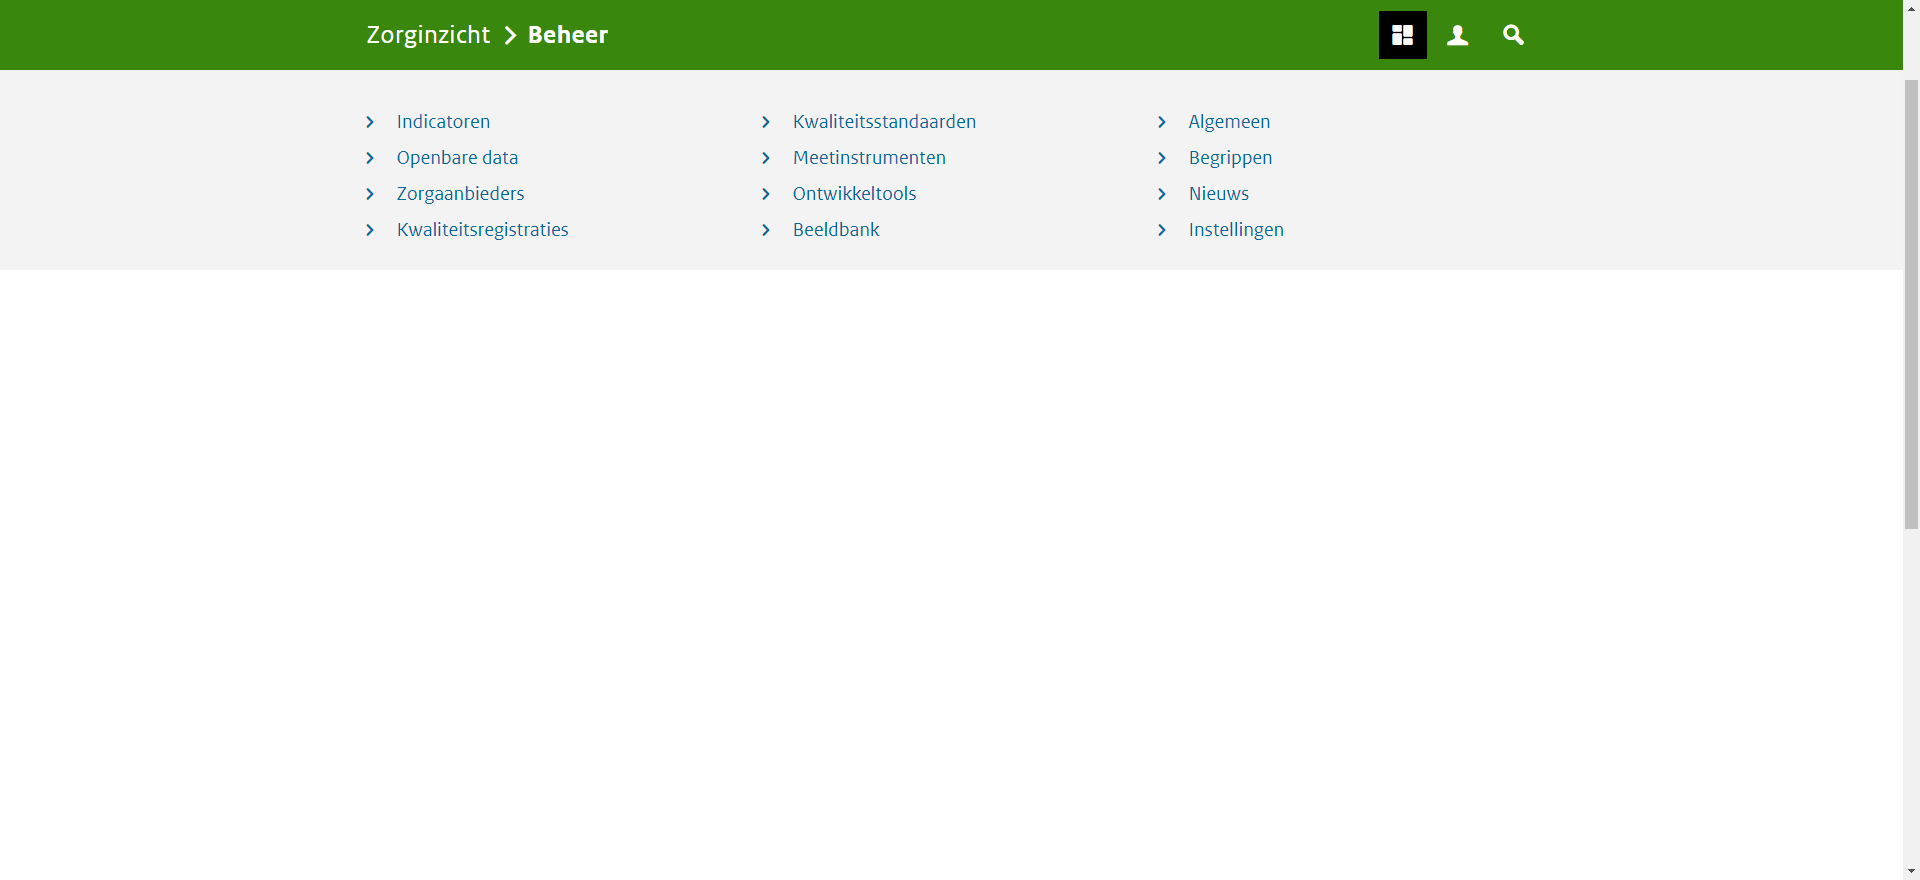 Zorginzicht Beheer
Indicatoren
Openbare data
Zorgaanbieders
Kwaliteitsregistraties
Kwaliteitsstandaarden
Meetinstrumenten
Ontwikkeltools
Beeldbank
Algemeen
Begrippen
Nieuws
Instellingen